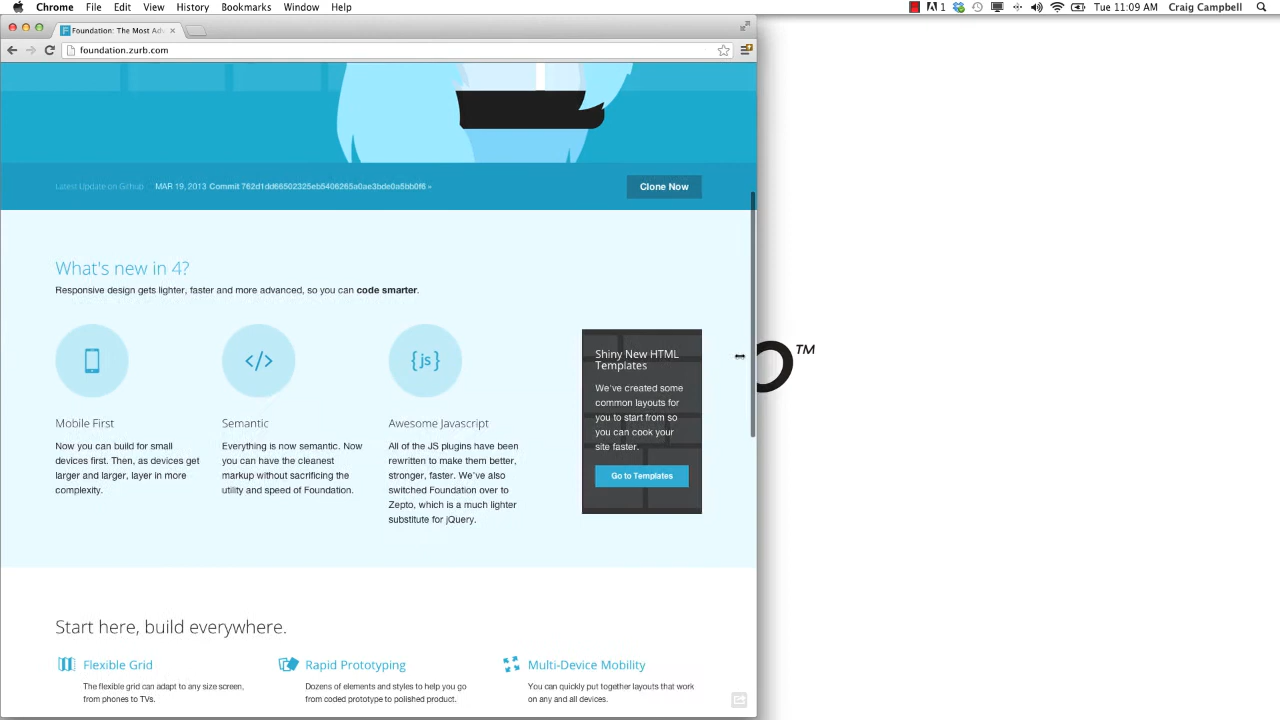 Chrome File Edit View History Bookmarks Window Help
1 Tue 11:09 AM Craig Campbell
Foundation: The Most Adv
foundation.zurb.com
Latest Update on Github MAR 19, 2013 Commit 762d1dd66502325eb5406265a0ae3bde0a5bb0f6 »
Clone Now
What's new in 4?
Responsive design gets lighter, faster and more advanced, so you can code smarter.
</>
{js}
TM
Mobile First
Now you can build for small
devices first. Then, as devices get
larger and larger, layer in more
complexity.
Semantic
Everything is now semantic. Now
you can have the cleanest
markup without sacrificing the
utility and speed of Foundation.
Awesome Javascript
All of the JS plugins have been
rewritten to make them better,
stronger, faster. We've also
switched Foundation over to
Zepto, which is a much lighter
substitute for jQuery.
Shiny New HTML
Templates
We've created some
common layouts for
you to start from so
you can cook your
site faster.
Go to Templates
Start here, build everywhere.
Flexible Grid
The flexible grid can adapt to any size screen,
from phones to TVs.
Rapid Prototyping
Dozens of elements and styles to help you go
from coded prototype to polished product.
Multi-Device Mobility
You can quickly put together layouts that work
on any and all devices.